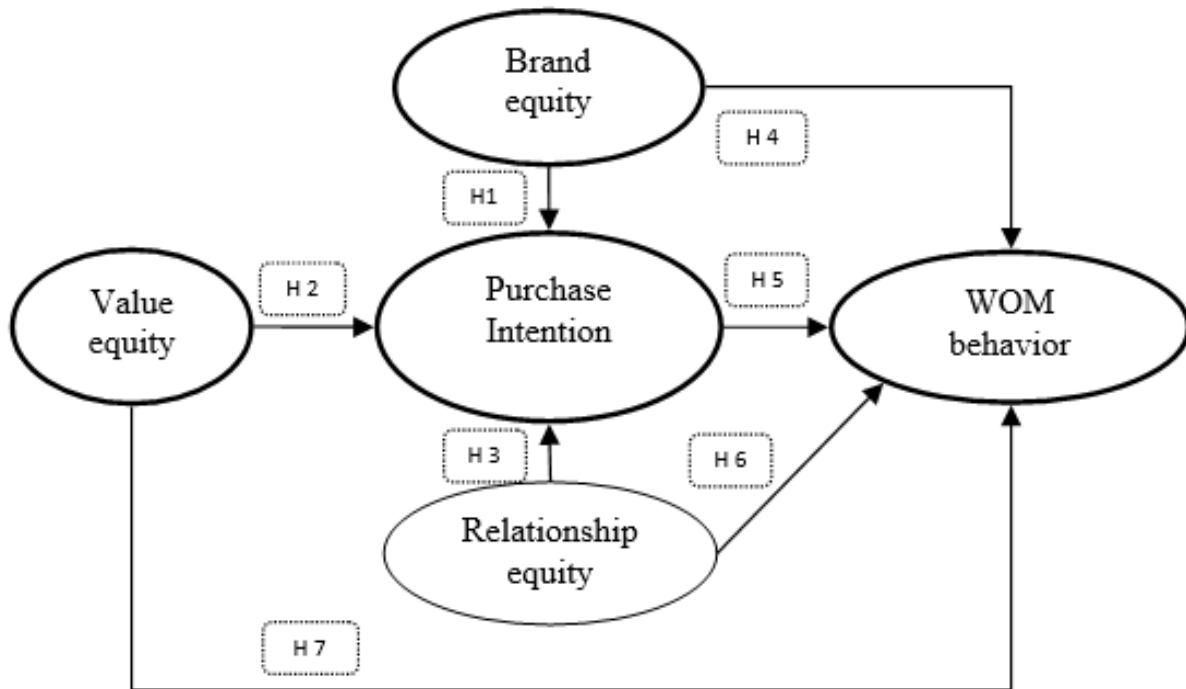 Brand
equity
H 4
H1
Value
equity
H 2
Purchase
Intention
H 5
WOM
behavior
H 3
H 6
Relationship
equity
H 7